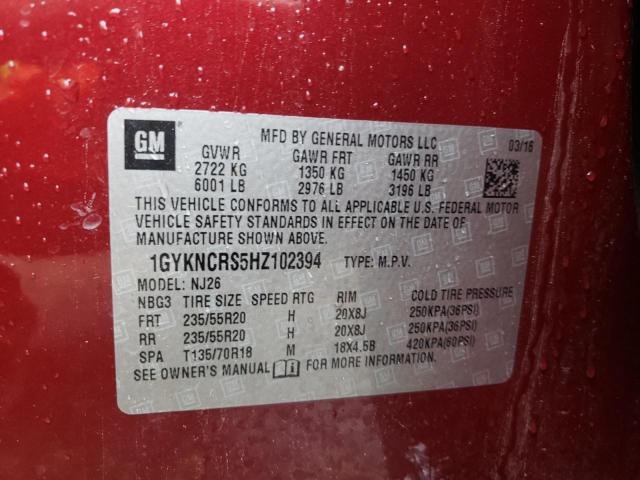 GM
MFD BY GENERAL MOTORS LLC 03/16
GVWR GAWR FRT GAWR RR
2722 KG 1350 KG 1450 KG
6001 LB 2976 LB 3196 LB
THIS VEHICLE CONFORMS TO ALL APPLICABLE U.S. FEDERAL MOTOR
VEHICLE SAFETY STANDARDS IN EFFECT ON THE DATE OF
MANUFACTURE SHOWN ABOVE.
1GYKNCRS5HZ102394 TYPE: M.P.V.
MODEL: NJ26
NBG3 TIRE SIZE SPEED RTG RIM COLD TIRE PRESSURE
FRT 235/55R20 H 20X8J 250KPA(36PSI)
RR 235/55R20 H 20X8J 250KPA(36PSI)
SPA T135/70R18 M 18X4.5B 420KPA(60PSI)
SEE OWNER'S MANUAL FOR MORE INFORMATION